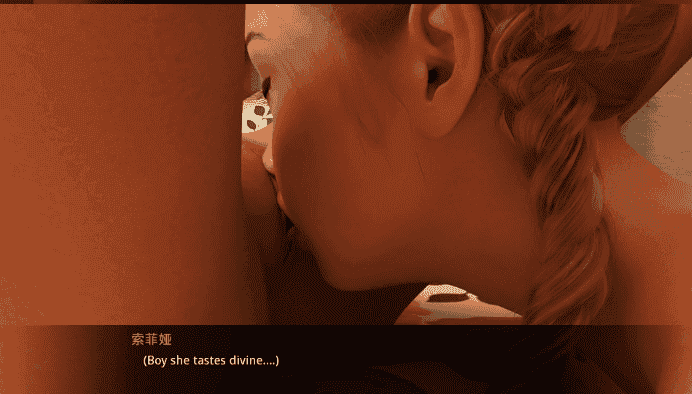 索菲娅
(Boy she tastes divine....)